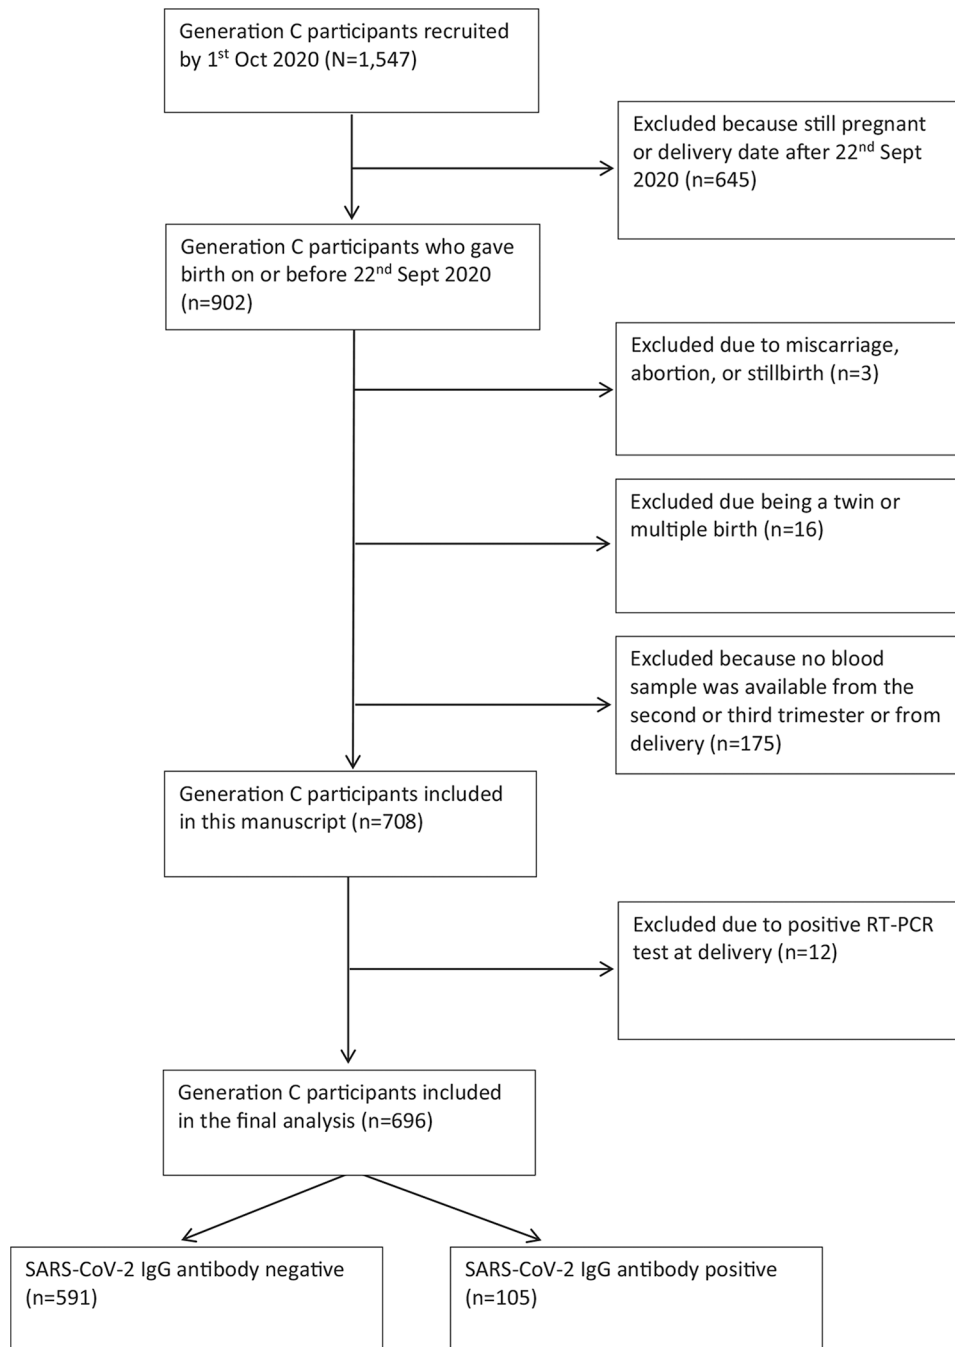 Generation C participants recruited
by 1st Oct 2020 (N=1,547)
Excluded because still pregnant
or delivery date after 22nd Sept
2020 (n=645)
Generation C participants who gave
birth on or before 22nd Sept 2020
(n=902)
Excluded due to miscarriage,
abortion, or stillbirth (n=3)
Excluded due being a twin or
multiple birth (n=16)
Excluded because no blood
sample was available from the
second or third trimester or from
delivery (n=175)
Generation C participants included
in this manuscript (n=708)
Excluded due to positive RT-PCR
test at delivery (n=12)
Generation C participants included
in the final analysis (n=696)
SARS-CoV-2 IgG antibody negative
(n=591)
SARS-CoV-2 IgG antibody positive
(n=105)